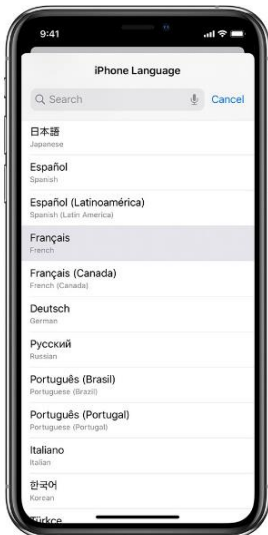 9:41
iPhone Language
Search
Cancel
日本語
Japanese
Español
Spanish
Español (Latinoamérica)
Spanish (Latin America)
Français
French
Français (Canada)
French (Canada)
Deutsch
German
Русский
Russian
Português (Brasil)
Portuguese (Brazil)
Português (Portugal)
Portuguese (Portugal)
Italiano
Italian
한국어
Korean
Türkçe